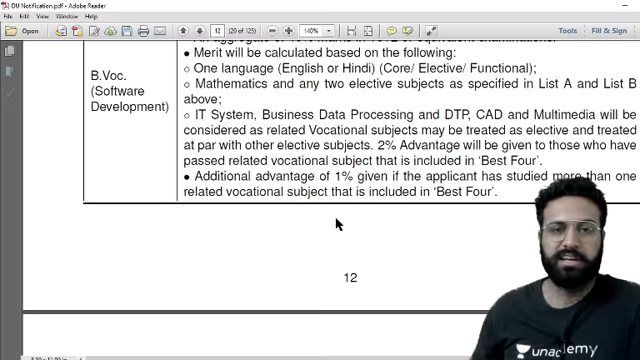 DU Notification.pdf - Adobe Reader
File Edit View Window Help
Open 12 (20 of 125) 140% Tools Fill & Sign
• Merit will be calculated based on the following:
○ One language (English or Hindi) (Core/ Elective/ Functional);
B.Voc.
(Software
Development)
○ Mathematics and any two elective subjects as specified in List A and List B
above;
○ IT System, Business Data Processing and DTP, CAD and Multimedia will be
considered as related Vocational subjects may be treated as elective and treated
at par with other elective subjects. 2% Advantage will be given to those who have
passed related vocational subject that is included in 'Best Four'.
• Additional advantage of 1% given if the applicant has studied more than one
related vocational subject that is included in 'Best Four'.
12
unacademy